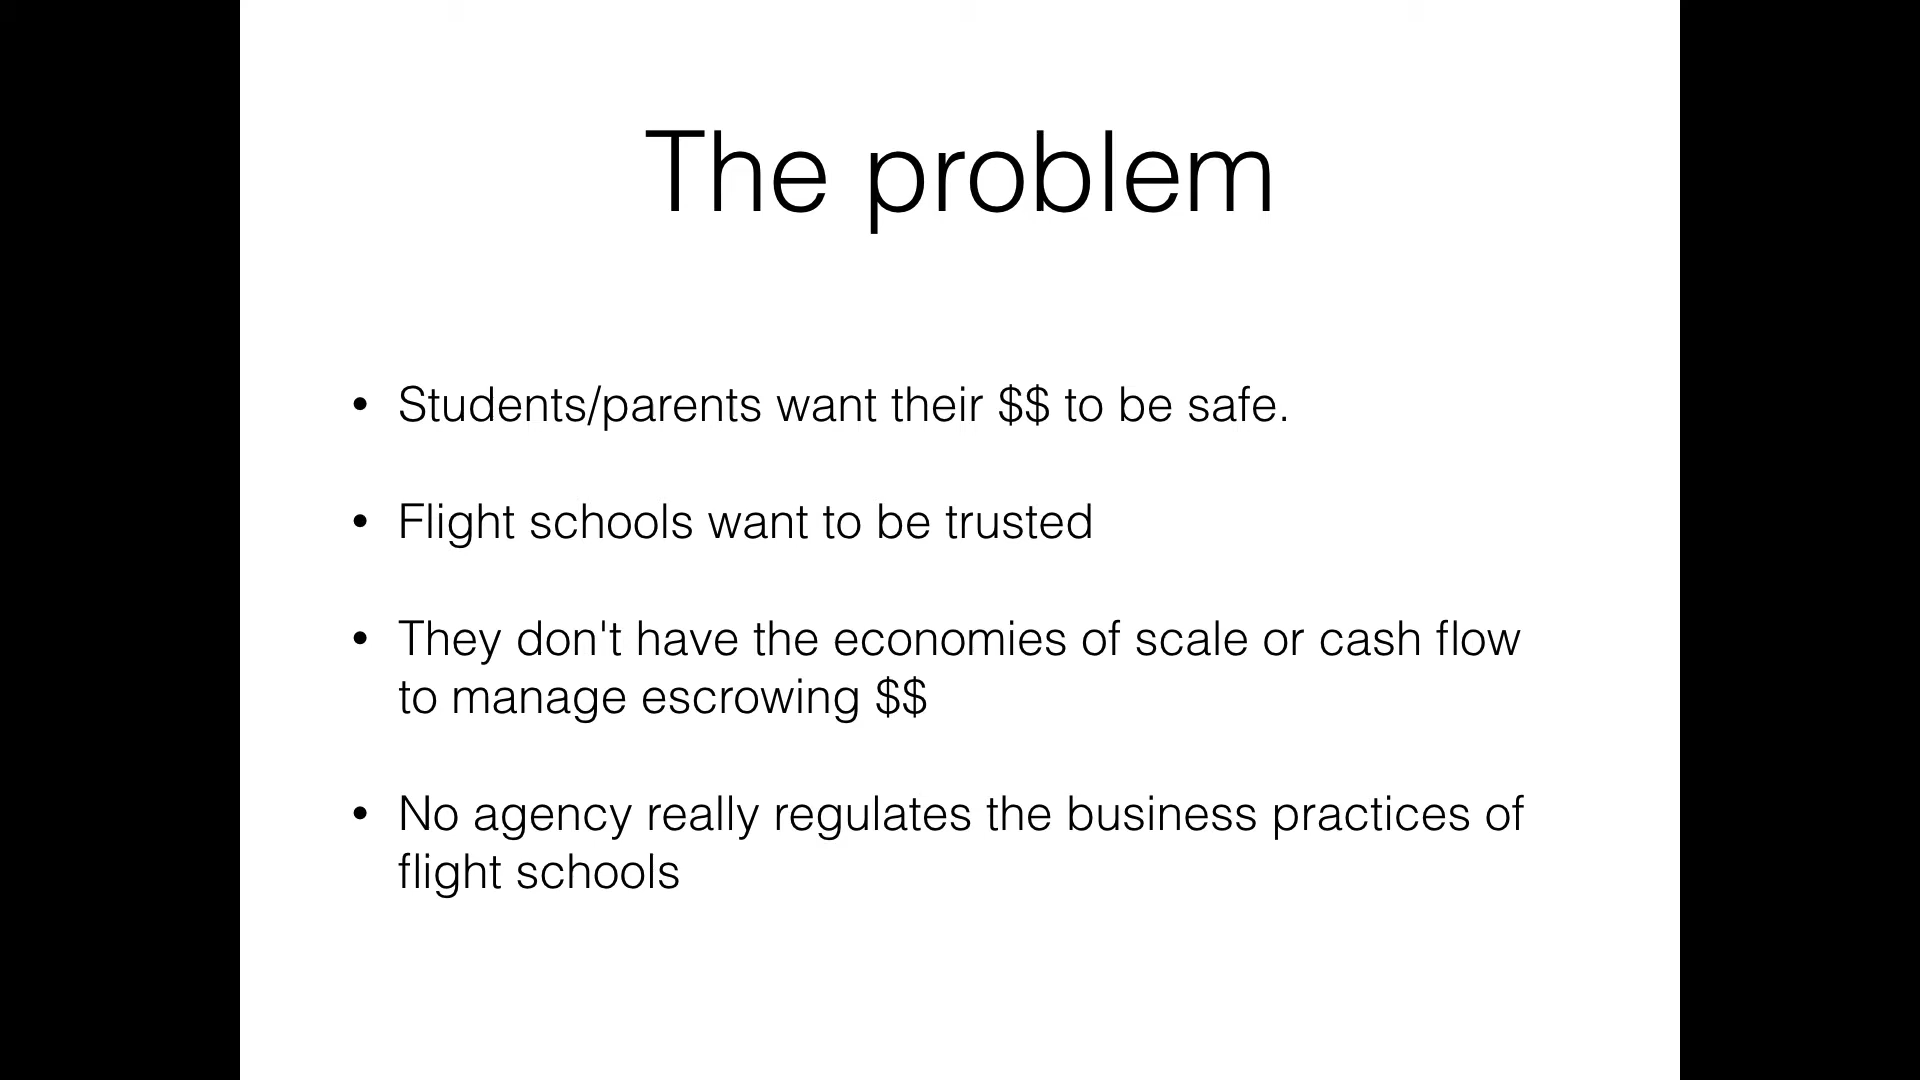 The problem
• Students/parents want their $$ to be safe.
• Flight schools want to be trusted
• They don't have the economies of scale or cash flow
to manage escrowing $$
• No agency really regulates the business practices of
flight schools